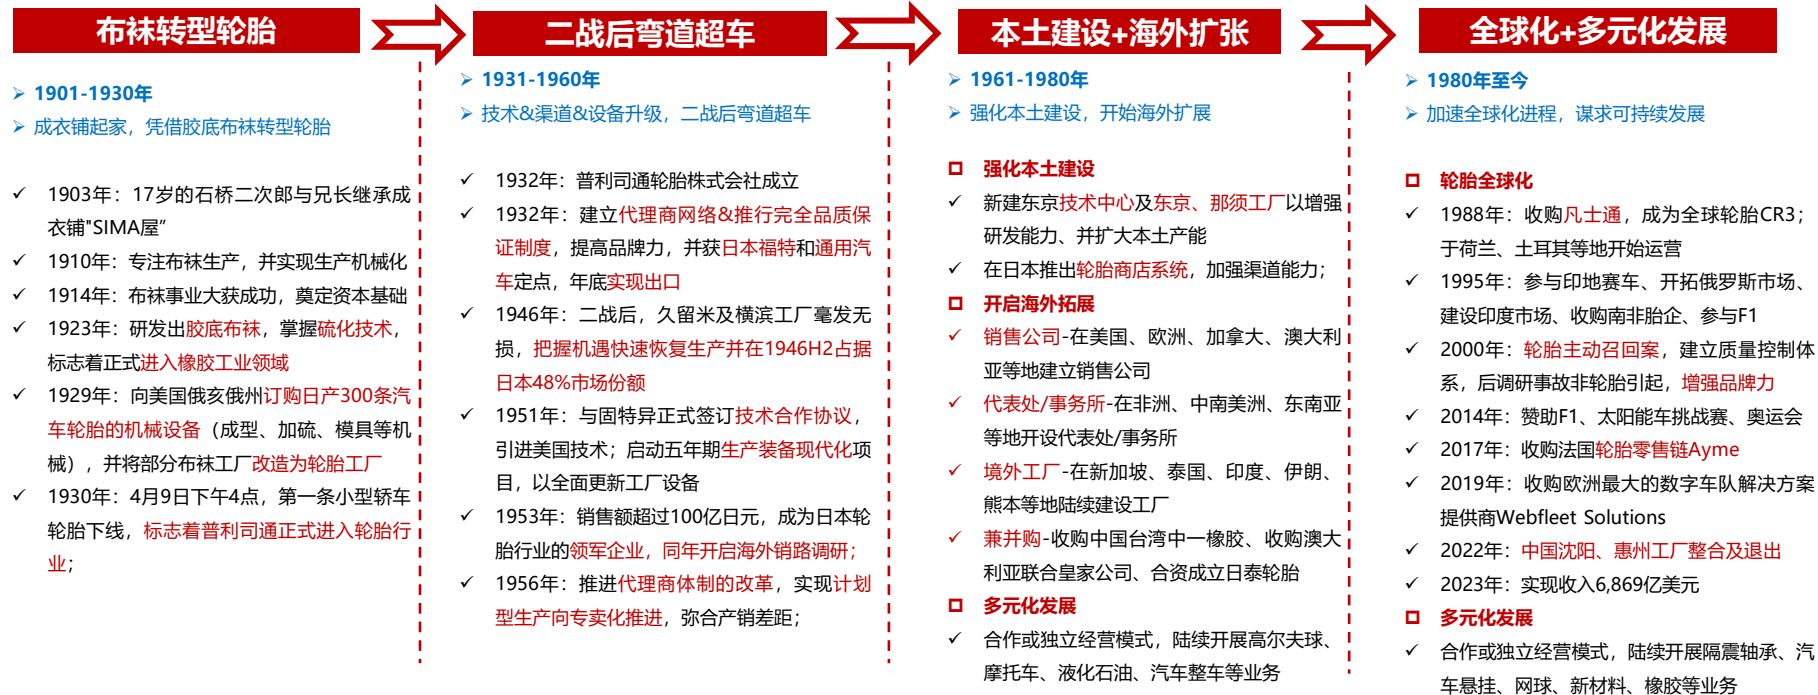 布袜转型轮胎
1901-1930年
成衣铺起家，凭借胶底布袜转型轮胎
1903年：17岁的石桥二次郎与兄长继承成
衣铺"SIMA屋”
1910年：专注布袜生产，并实现生产机械化
1914年：布袜事业大获成功，奠定资本基础
1923年：研发出胶底布袜，掌握硫化技术，
标志着正式进入橡胶工业领域
1929年：向美国俄亥俄州订购日产300条汽
车轮胎的机械设备（成型、加硫、模具等机
械），并将部分布袜工厂改造为轮胎工厂
1930年：4月9日下午4点，第一条小型轿车
轮胎下线，标志着普利司通正式进入轮胎行
业；
二战后弯道超车
1931-1960年
技术&渠道&设备升级，二战后弯道超车
1932年：普利司通轮胎株式会社成立
1932年：建立代理商网络&推行完全品质保
证制度，提高品牌力，并获日本福特和通用汽
车定点，年底实现出口
1946年：二战后，久留米及横滨工厂毫发无
损，把握机遇快速恢复生产并在1946H2占据
日本48%市场份额
1951年：与固特异正式签订技术合作协议，
引进美国技术；启动五年期生产装备现代化项
目，以全面更新工厂设备
1953年：销售额超过100亿日元，成为日本轮
胎行业的领军企业，同年开启海外销路调研；
1956年：推进代理商体制的改革，实现计划
型生产向专卖化推进，弥合产销差距；
本土建设+海外扩张
1961-1980年
强化本土建设，开始海外扩展
强化本土建设
新建东京技术中心及东京、那须工厂以增强
研发能力、并扩大本土产能
在日本推出轮胎商店系统，加强渠道能力；
开启海外拓展
销售公司-在美国、欧洲、加拿大、澳大利
亚等地建立销售公司
代表处/事务所-在非洲、中南美洲、东南亚
等地开设代表处/事务所
境外工厂-在新加坡、泰国、印度、伊朗、
熊本等地陆续建设工厂
兼并购-收购中国台湾中一橡胶、收购澳大
利亚联合皇家公司、合资成立日泰轮胎
多元化发展
合作或独立经营模式，陆续开展高尔夫球、
摩托车、液化石油、汽车整车等业务
全球化+多元化发展
1980年至今
加速全球化进程，谋求可持续发展
轮胎全球化
1988年：收购凡士通，成为全球轮胎CR3；
于荷兰、土耳其等地开始运营
1995年：参与印地赛车、开拓俄罗斯市场、
建设印度市场、收购南非胎企、参与F1
2000年：轮胎主动召回案，建立质量控制体
系，后调研事故非轮胎引起，增强品牌力
2014年：赞助F1、太阳能车挑战赛、奥运会
2017年：收购法国轮胎零售链Ayme
2019年：收购欧洲最大的数字车队解决方案
提供商Webfleet Solutions
2022年：中国沈阳、惠州工厂整合及退出
2023年：实现收入6,869亿美元
多元化发展
合作或独立经营模式，陆续开展隔震轴承、汽
车悬挂、网球、新材料、橡胶等业务